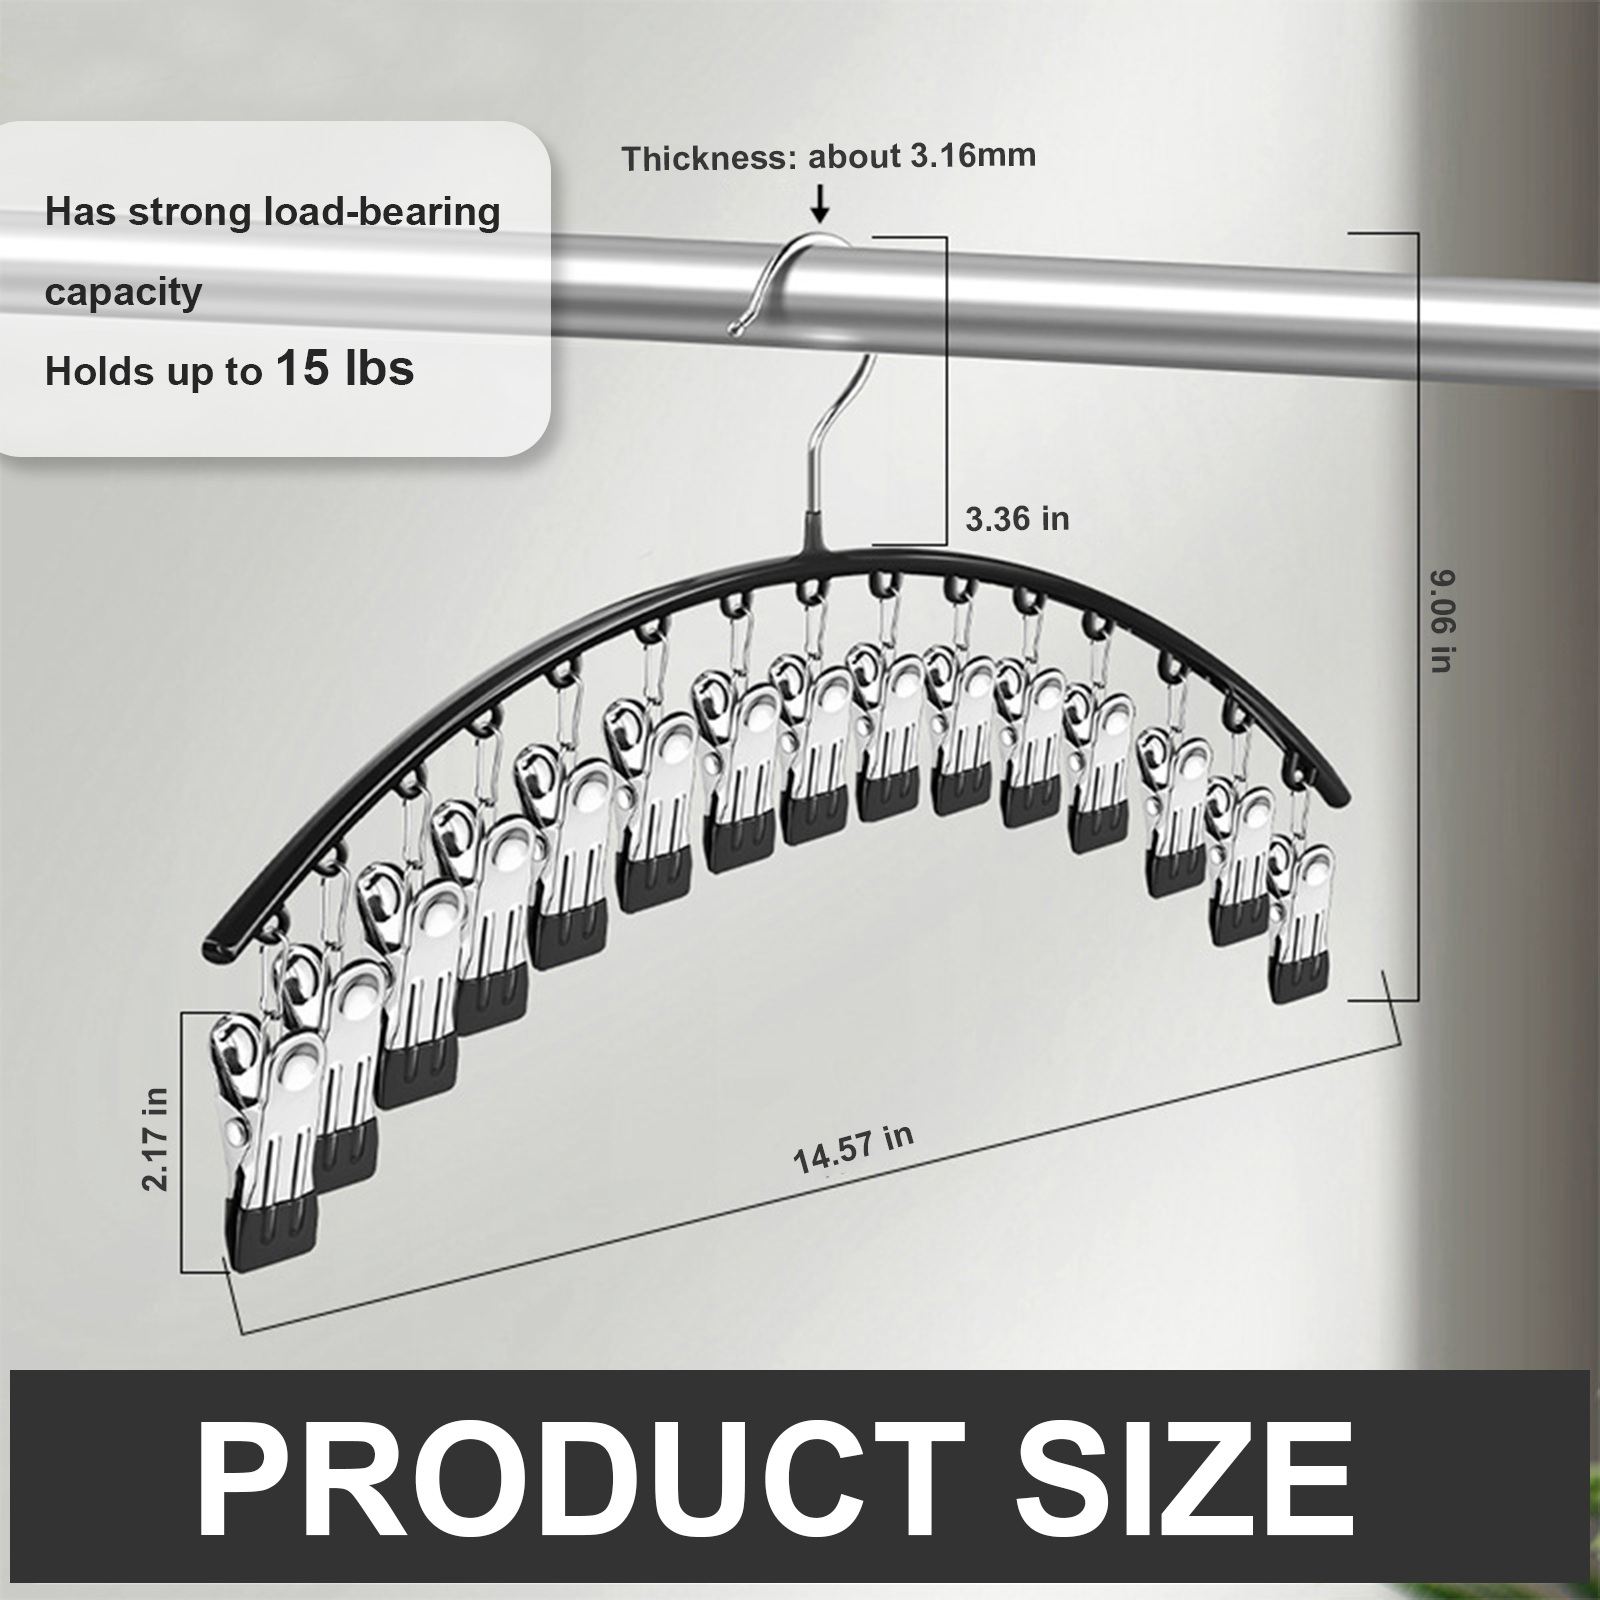 Thickness: about 3.16mm
Has strong load-bearing
capacity
Holds up to 15 lbs
3.36 in
9.06 in
2.17 in
14.57 in
PRODUCT SIZE